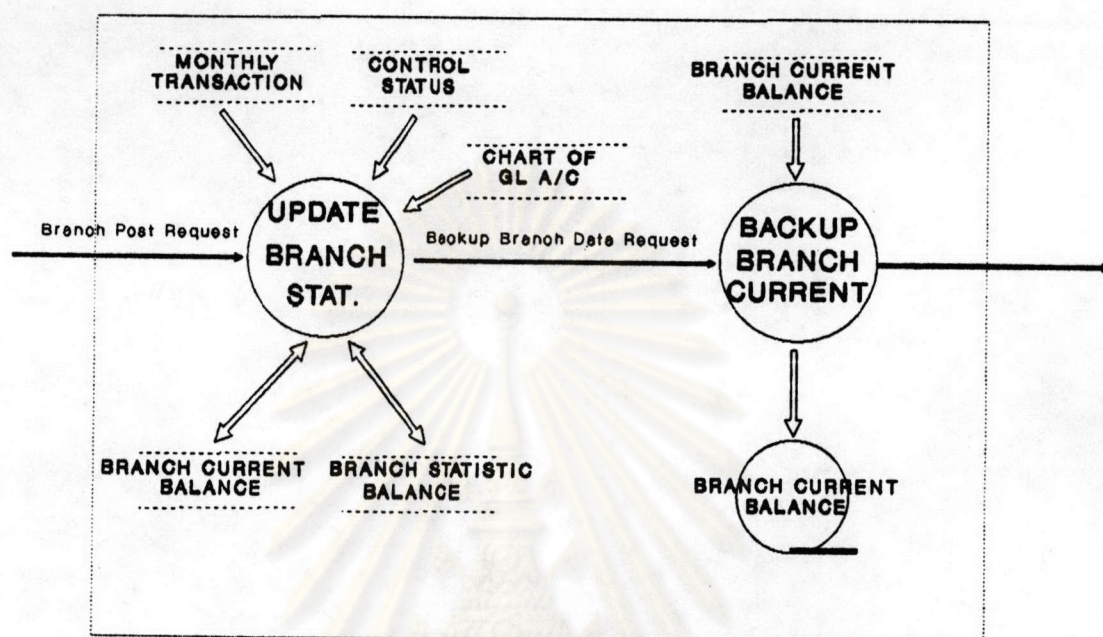 MONTHLY
TRANSACTION
CONTROL
STATUS
BRANCH CURRENT
BALANCE
CHART OF
GL A/C
Branch Post Request
UPDATE
BRANCH
STAT.
Backup Branch Data Request
BACKUP
BRANCH
CURRENT
BRANCH CURRENT
BALANCE
BRANCH STATISTIC
BALANCE
BRANCH CURRENT
BALANCE